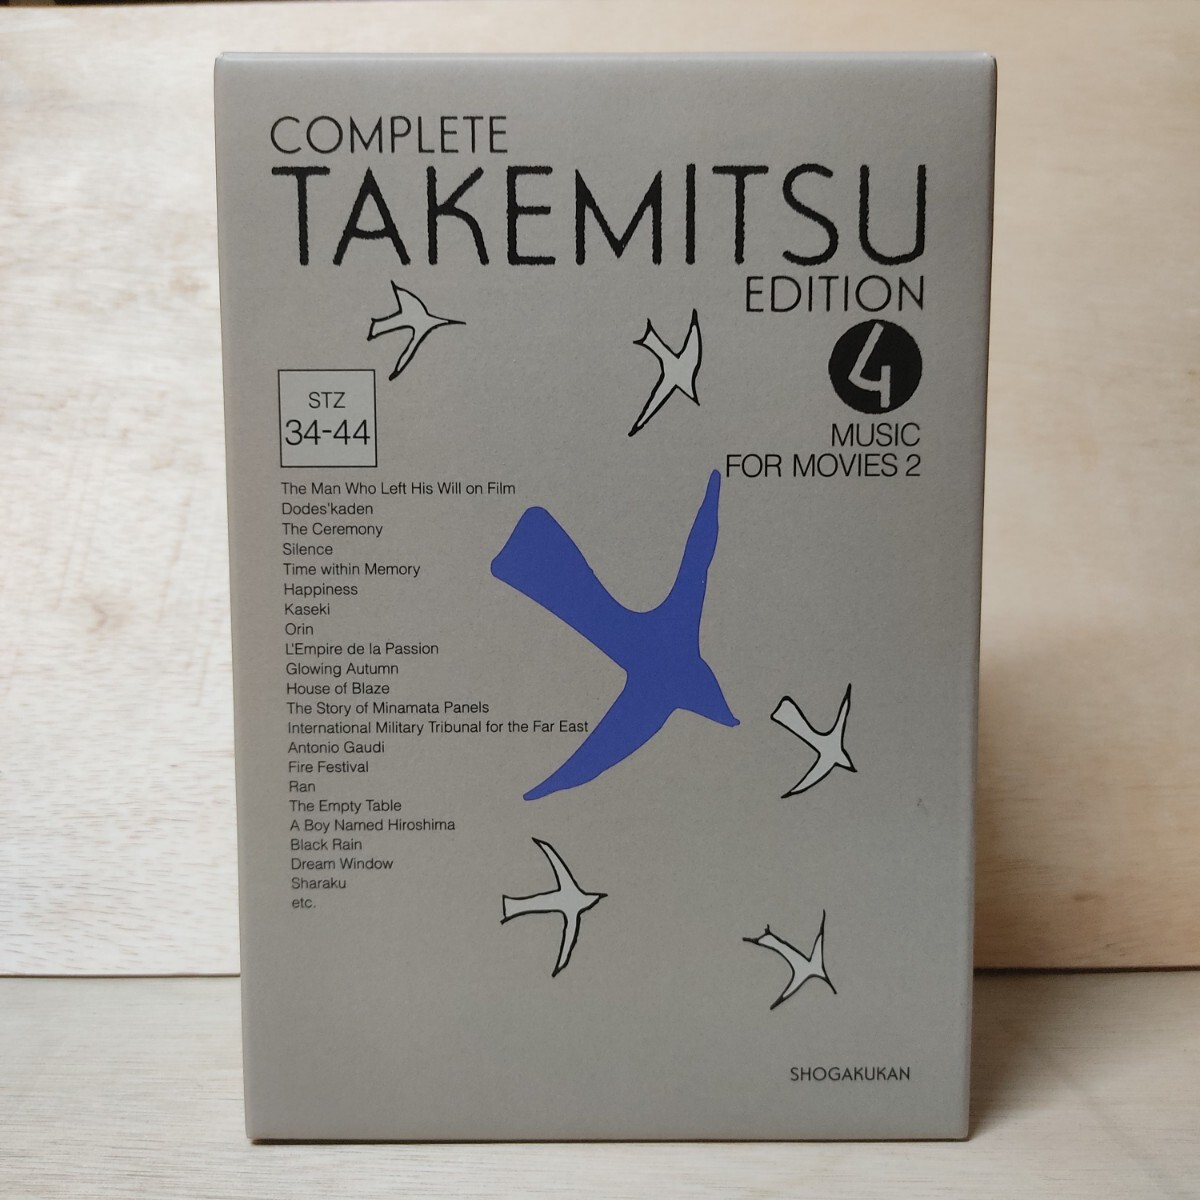 COMPLETE
TAKEMITSU
EDITION
4
MUSIC
FOR MOVIES 2
STZ
34-44
The Man Who Left His Will on Film
Dodes'kaden
The Ceremony
Silence
Time within Memory
Happiness
Kaseki
Orin
L'Empire de la Passion
Glowing Autumn
House of Blaze
The Story of Minamata Panels
International Military Tribunal for the Far East
Antonio Gaudi
Fire Festival
Ran
The Empty Table
A Boy Named Hiroshima
Black Rain
Dream Window
Sharaku
etc.
SHOGAKUKAN